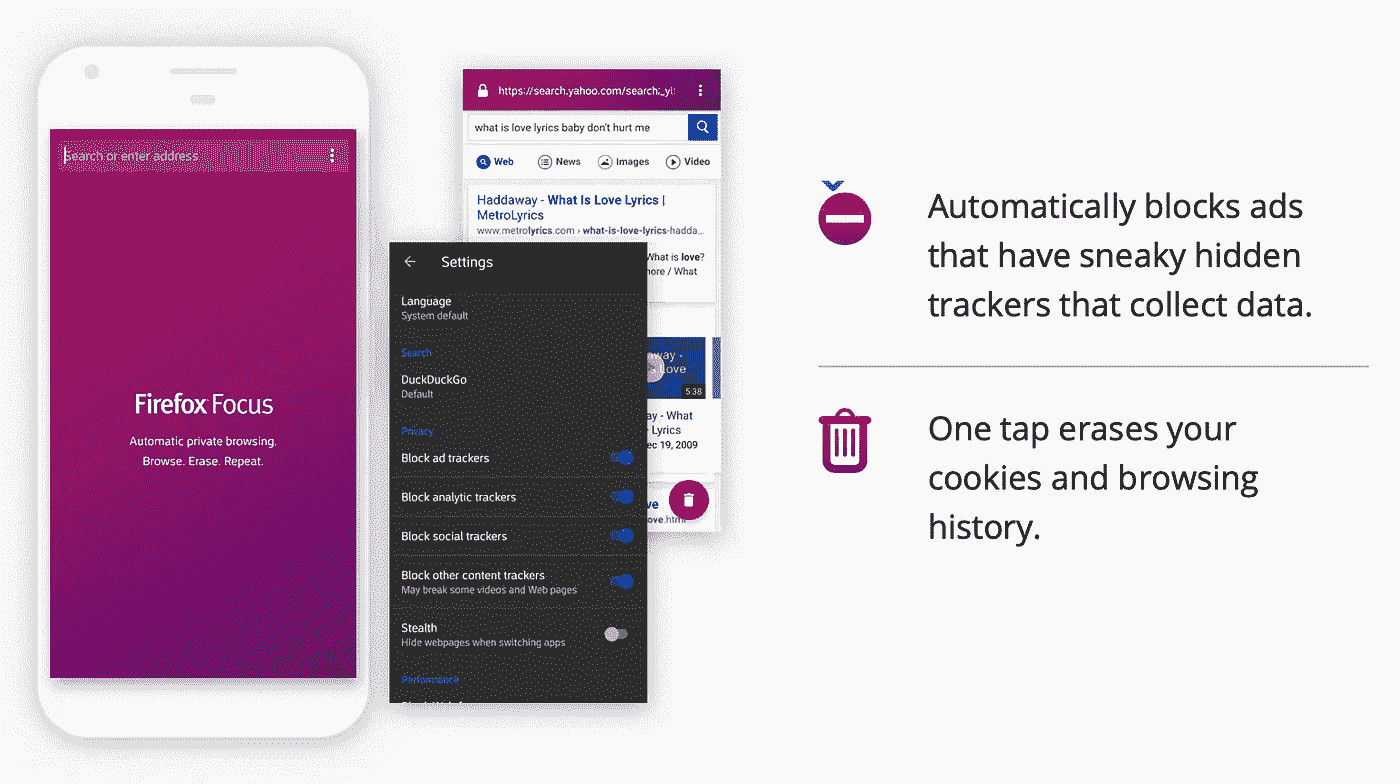 Search or enter address
Firefox Focus
Automatic private browsing.
Browse. Erase. Repeat.
https://search.yahoo.com/search;_yl
what is love lyrics baby don't hurt me
Web News Images Video
Haddaway - What Is Love Lyrics |
MetroLyrics
www.metrolyrics.com › what-is-love-lyrics-hadda...
What is love?
ore / What
away -
Love
5:38
ay - What
Lyrics
ec 19, 2009
ve
ove.html
Settings
Language
System default
Search
DuckDuckGo
Default
Privacy
Block ad trackers
Block analytic trackers
Block social trackers
Block other content trackers
May break some videos and Web pages
Stealth
Hide webpages when switching apps
Performance
Automatically blocks ads
that have sneaky hidden
trackers that collect data.
One tap erases your
cookies and browsing
history.